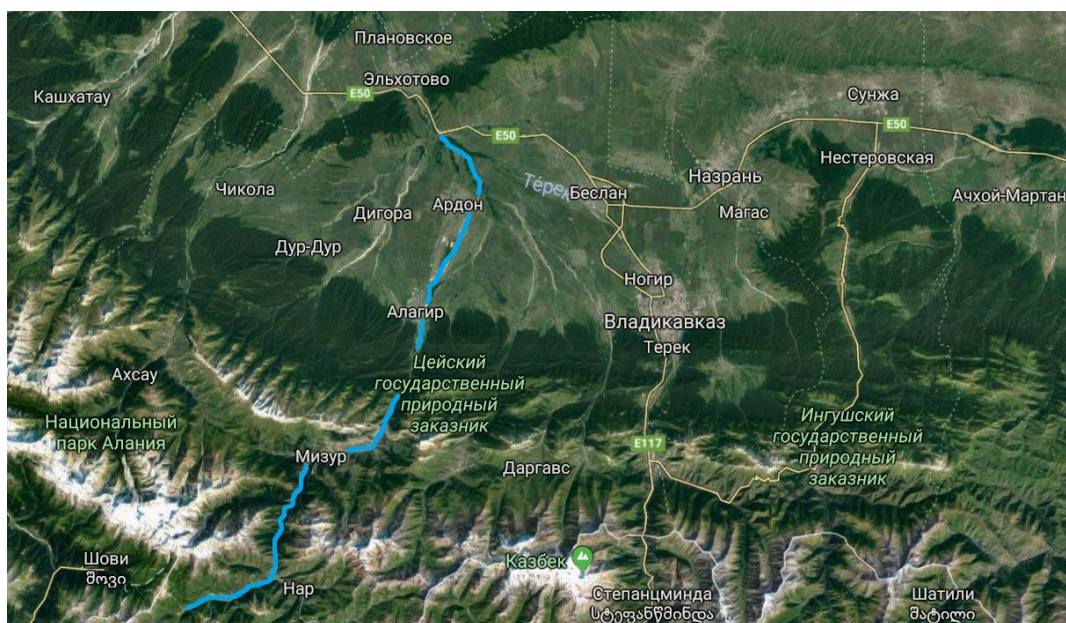 Плановское
Эльхотово
Кашхатау
E50
Сунжа
E50
E50
Нестеровская
Назрань
Чикола
Те́рек
Беслан
Ачхой-Мартан
Ардон
Дигора
Магас
Дур-Дур
Ногир
Алагир
Владикавказ
Терек
Цейский
государственный
природный
заказник
Ахсау
Национальный
парк Алания
Ингушский
государственный
природный
заказник
E117
Мизур
Даргавс
Шови
შოვი
Казбек
Нар
Степанцминда
სტეფანწმინდა
Шатили
შატილი